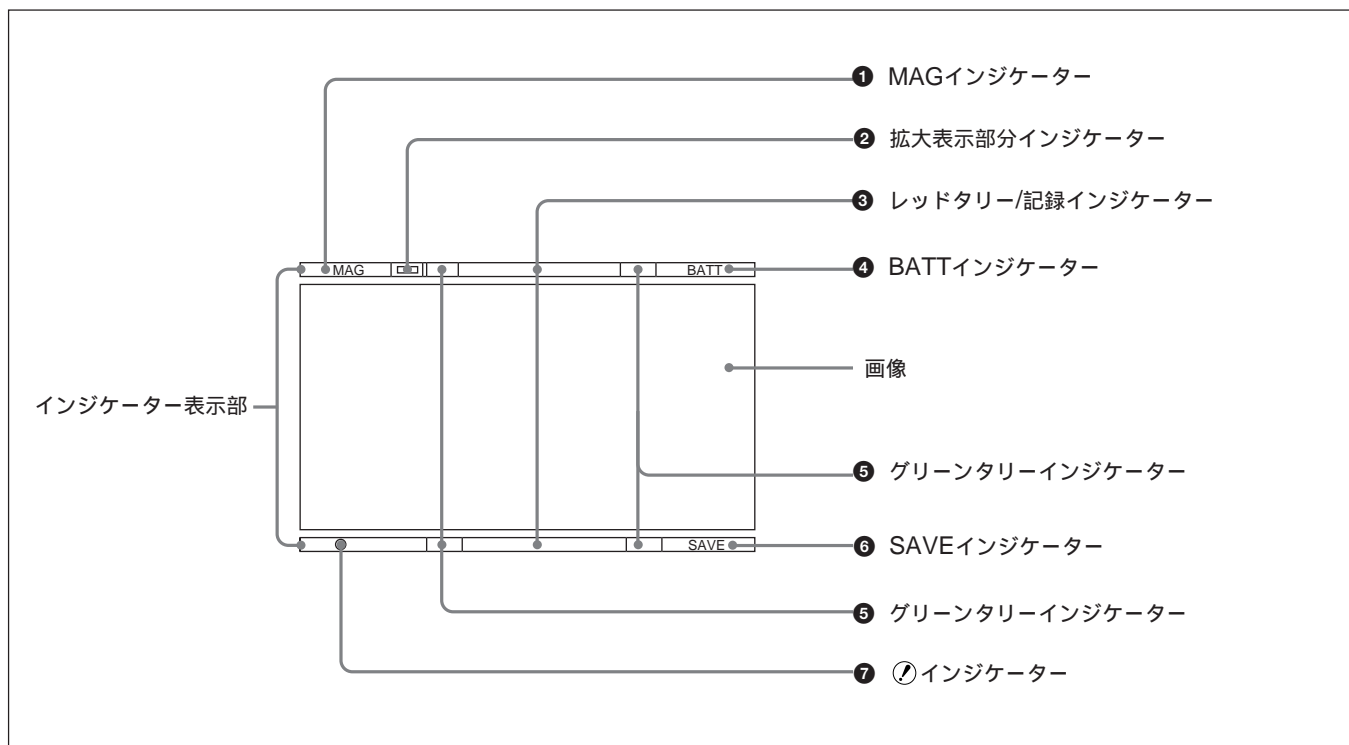 ❶ MAGインジケーター
❷ 拡大表示部分インジケーター
❸ レッドタリー/記録インジケーター
MAG
BATT
❹ BATTインジケーター
画像
インジケーター表示部
❺ グリーンタリーインジケーター
SAVE
❻ SAVEインジケーター
❺ グリーンタリーインジケーター
❼ !インジケーター